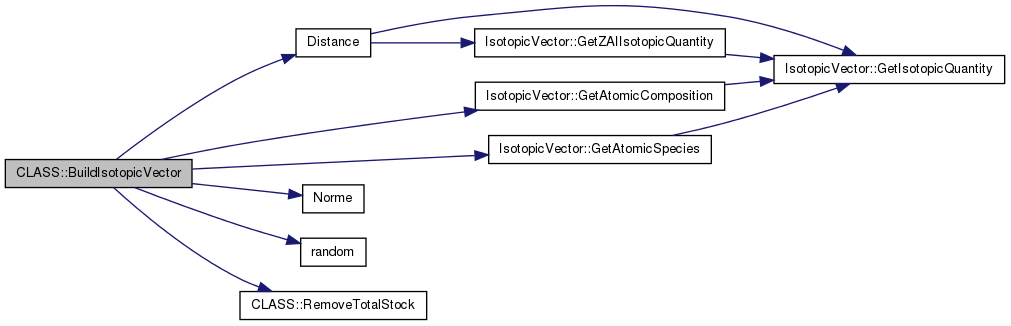 Distance
IsotopicVector::GetZAIIsotopicQuantity
IsotopicVector::GetIsotopicQuantity
IsotopicVector::GetAtomicComposition
IsotopicVector::GetAtomicSpecies
CLASS::BuildIsotopicVector
Norme
random
CLASS::RemoveTotalStock